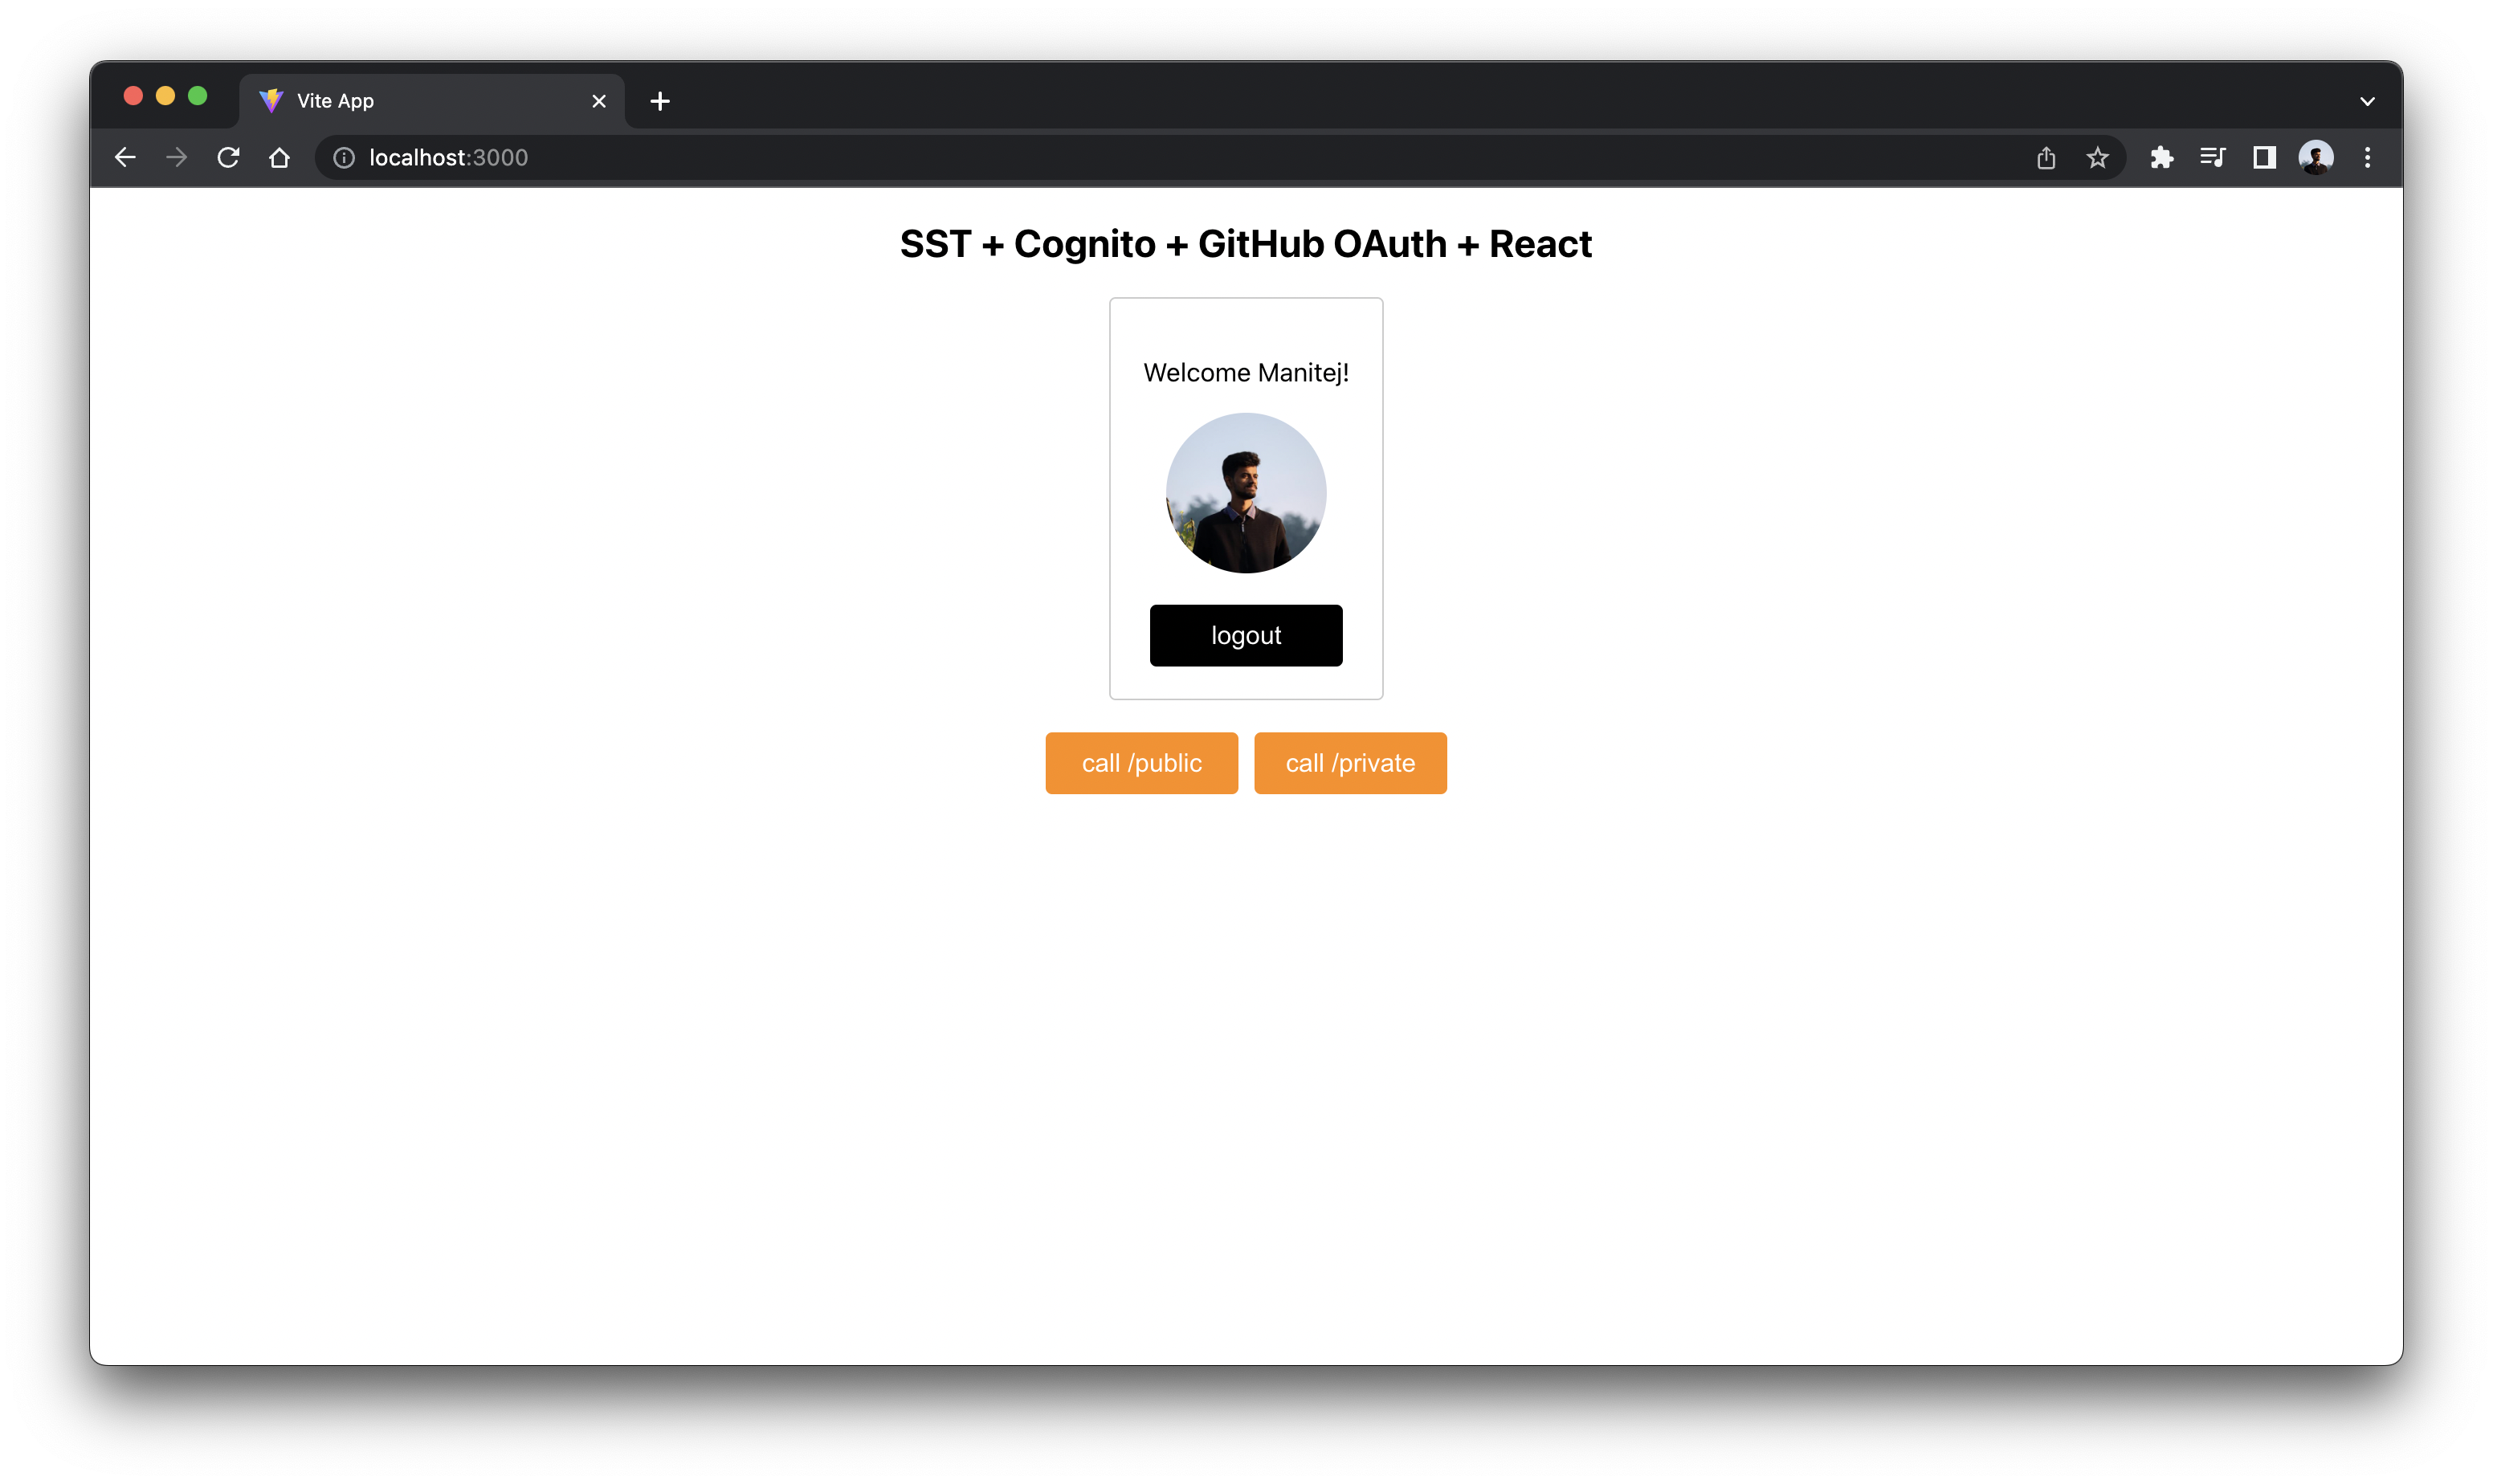 Vite App
localhost:3000
SST + Cognito + GitHub OAuth + React
Welcome Manitej!
logout
call /public
call /private